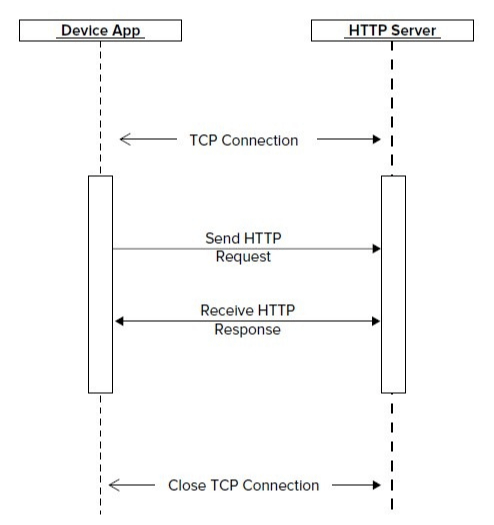 Device App
HTTP Server
TCP Connection
Send HTTP
Request
Receive HTTP
Response
Close TCP Connection